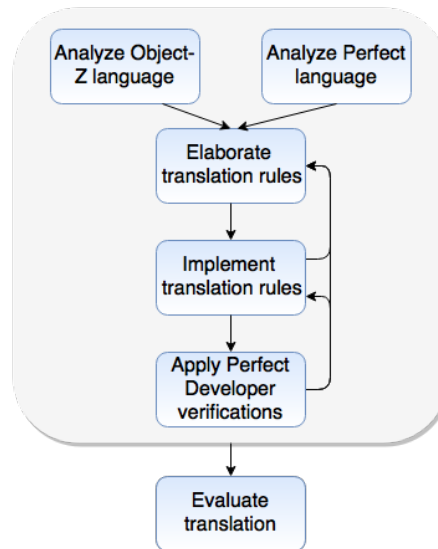 Analyze Object-
Z language
Analyze Perfect
language
Elaborate
translation rules
Implement
translation rules
Apply Perfect
Developer
verifications
Evaluate
translation